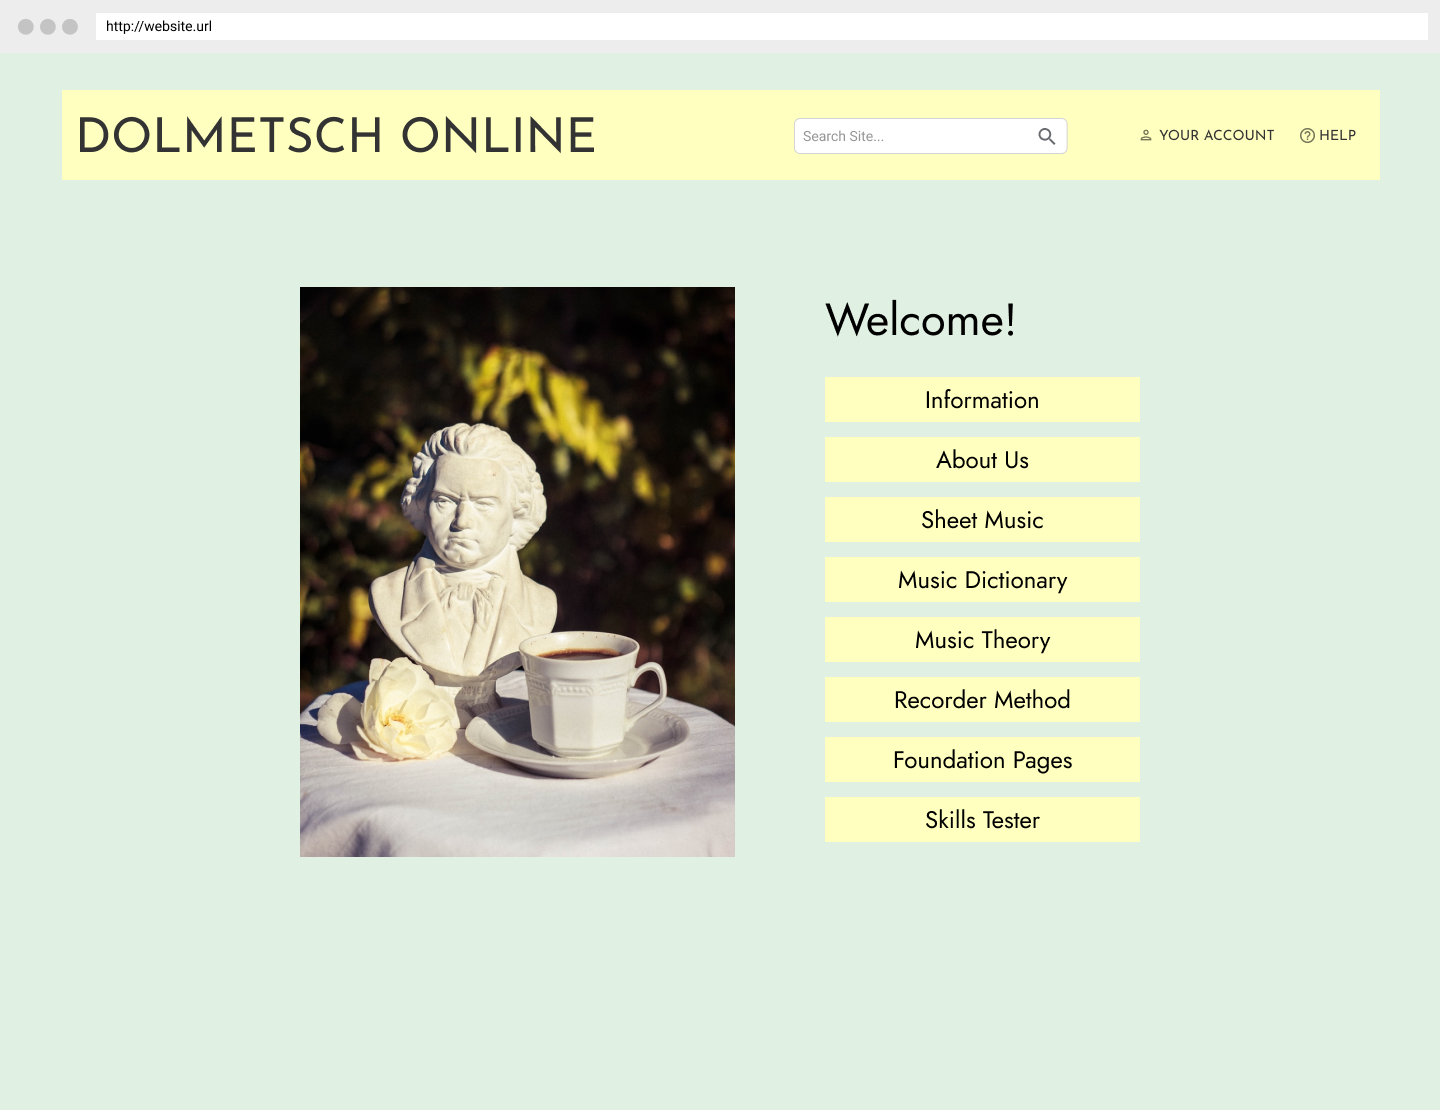 http://website.url
DOLMETSCH ONLINE
Search Site...
YOUR ACCOUNT
HELP
Welcome!
Information
About Us
Sheet Music
Music Dictionary
Music Theory
Recorder Method
Foundation Pages
Skills Tester